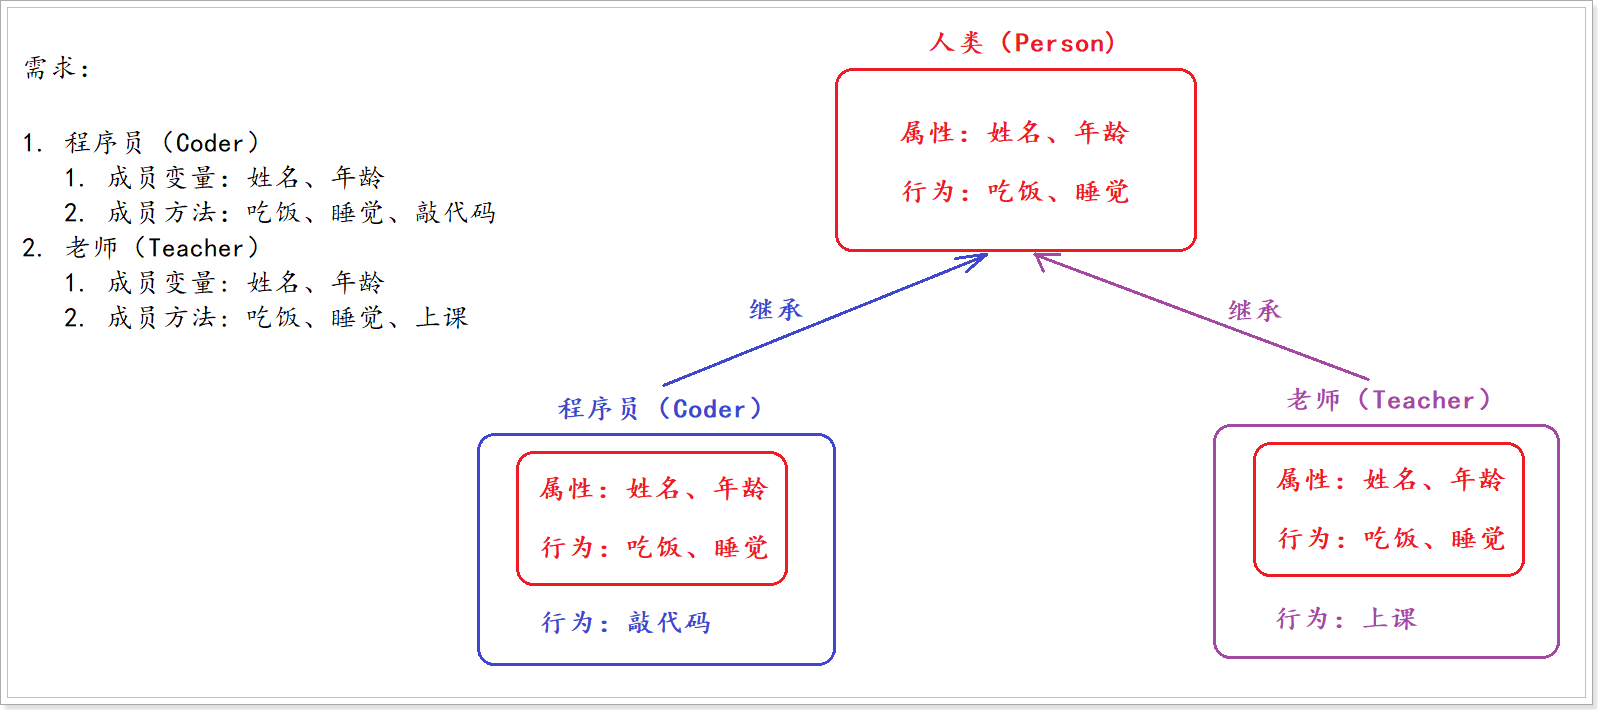 需求：
1. 程序员（Coder）
1. 成员变量：姓名、年龄
2. 成员方法：吃饭、睡觉、敲代码
2. 老师（Teacher）
1. 成员变量：姓名、年龄
2. 成员方法：吃饭、睡觉、上课
人类（Person）
属性：姓名、年龄
行为：吃饭、睡觉
继承
继承
程序员（Coder）
属性：姓名、年龄
行为：吃饭、睡觉
行为：敲代码
老师（Teacher）
属性：姓名、年龄
行为：吃饭、睡觉
行为：上课